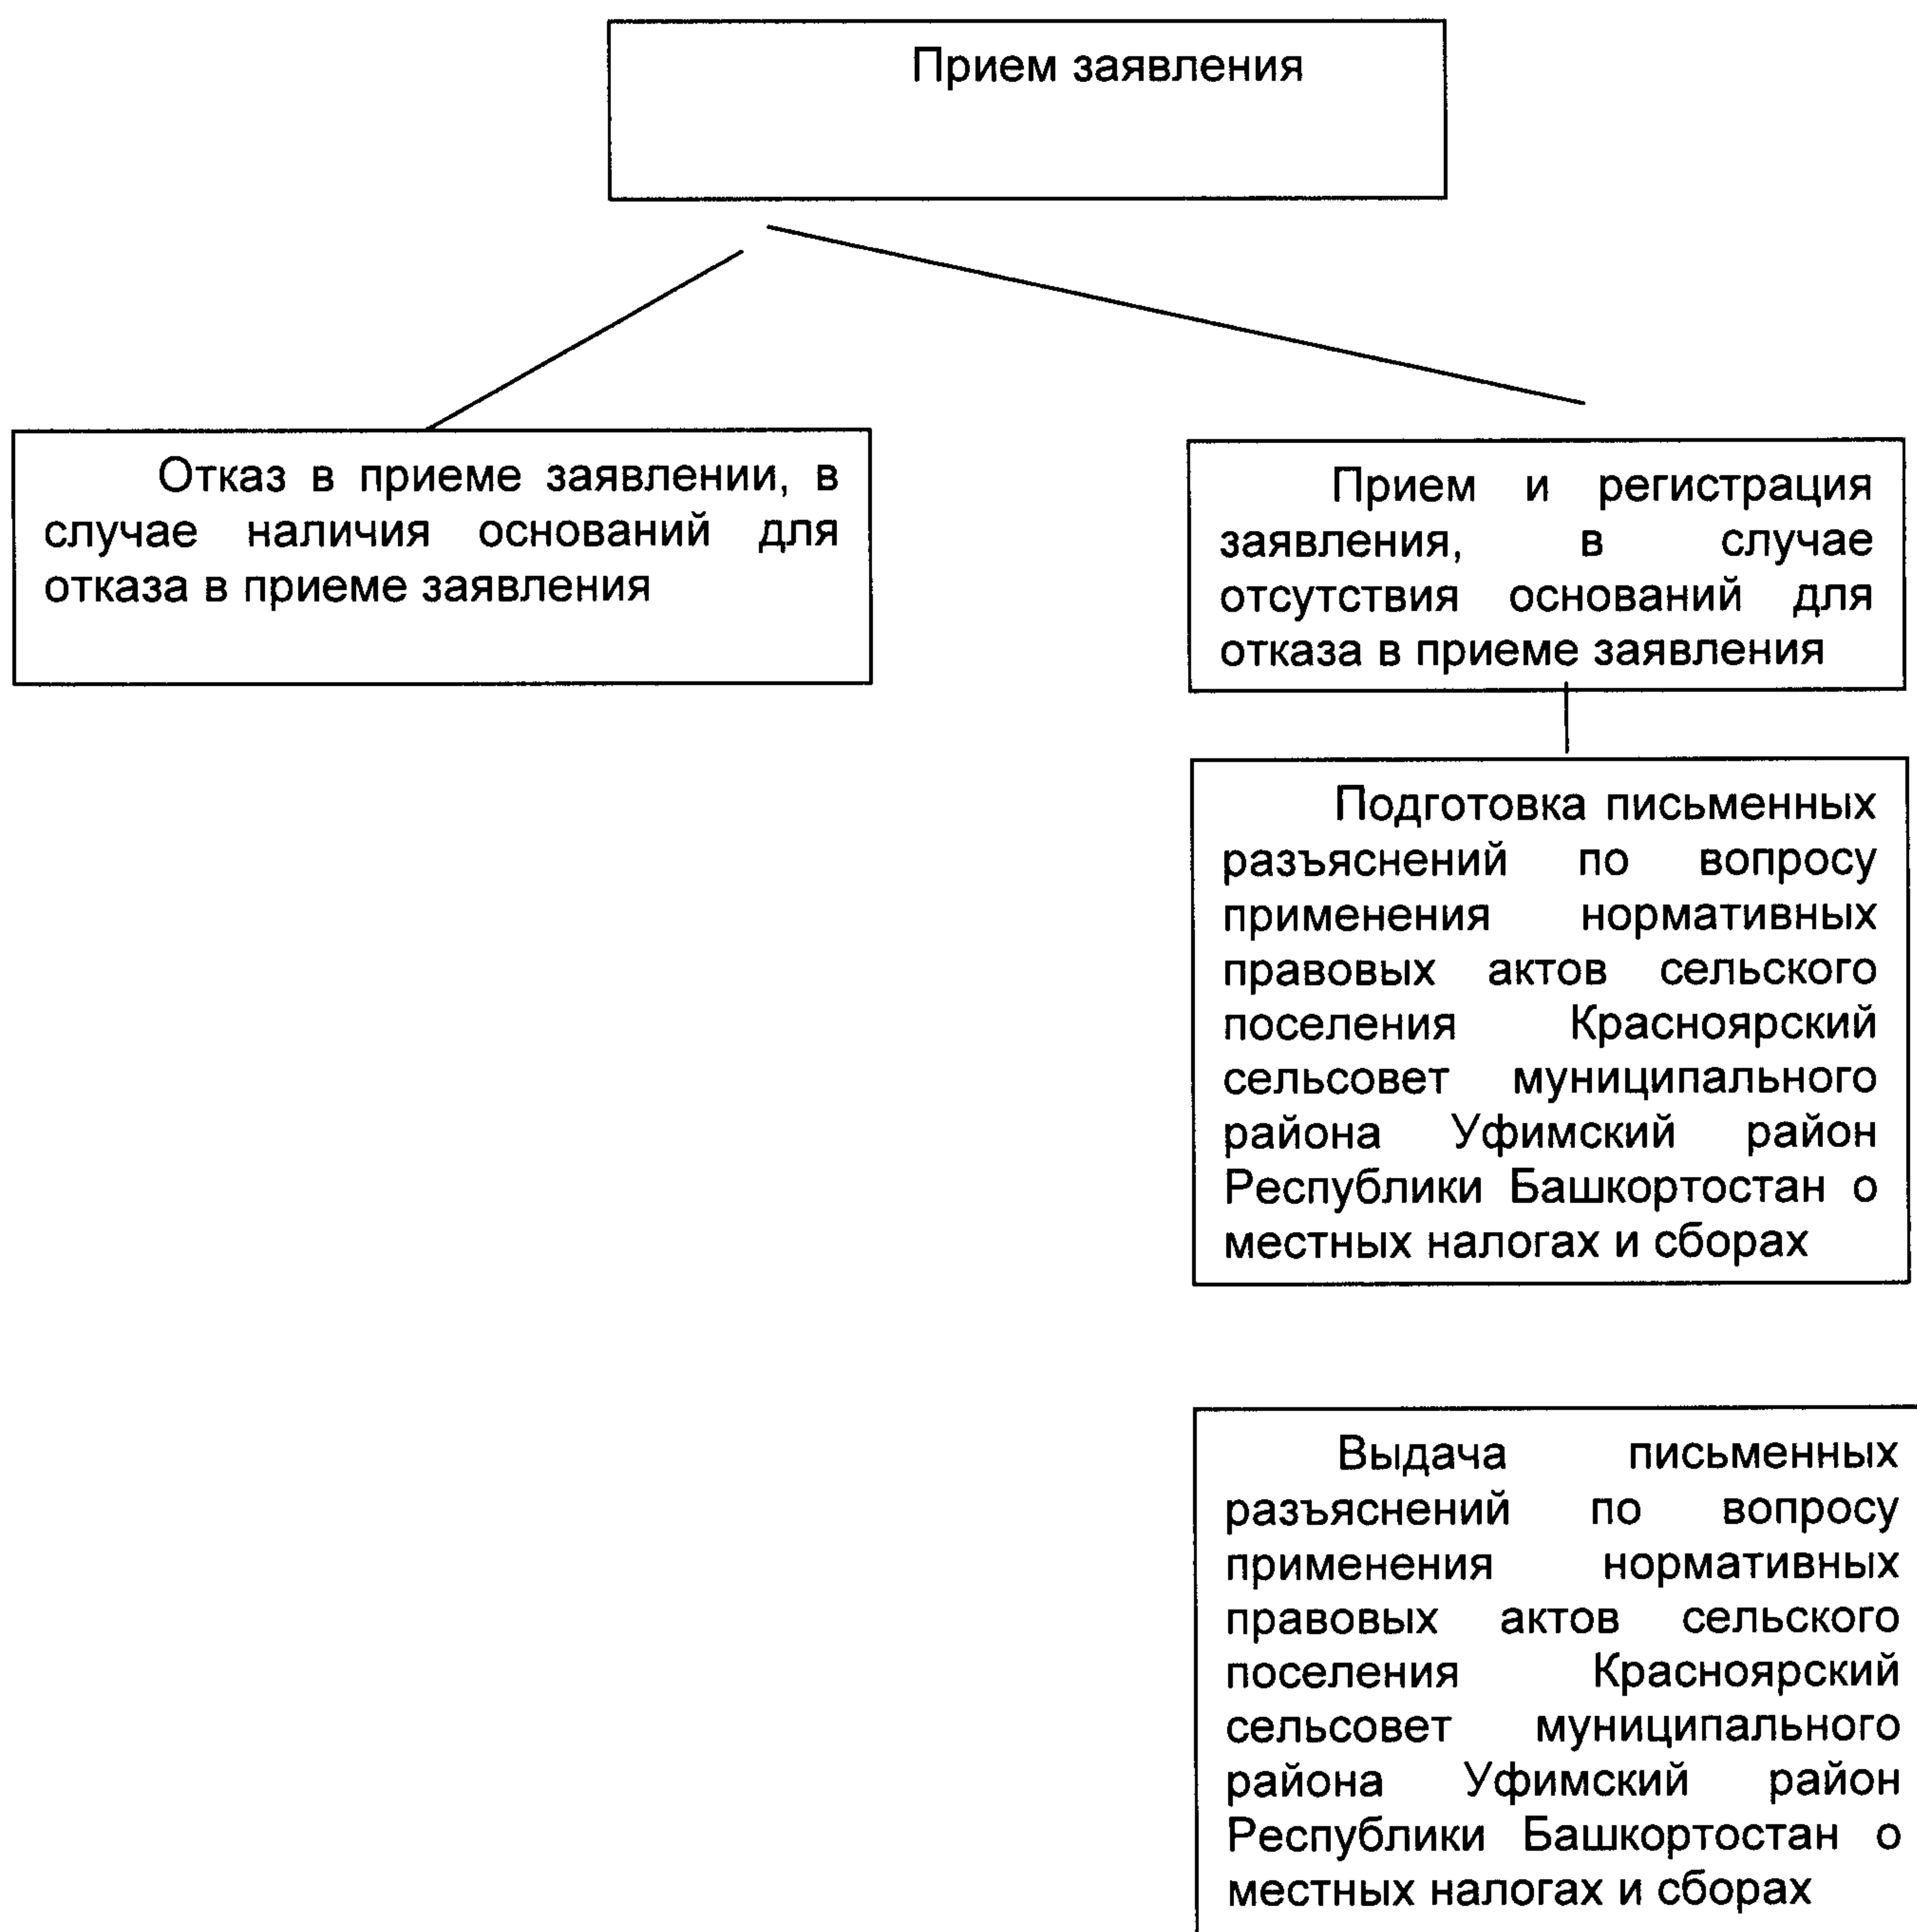 Прием заявления
Отказ в приеме заявлении, в
случае наличия оснований для
отказа в приеме заявления
Прием и регистрация
заявления, в случае
отсутствия оснований для
отказа в приеме заявления
Подготовка письменных
разъяснений по вопросу
применения нормативных
правовых актов сельского
поселения Красноярский
сельсовет муниципального
района Уфимский район
Республики Башкортостан о
местных налогах и сборах
Выдача письменных
разъяснений по вопросу
применения нормативных
правовых актов сельского
поселения Красноярский
сельсовет муниципального
района Уфимский район
Республики Башкортостан о
местных налогах и сборах